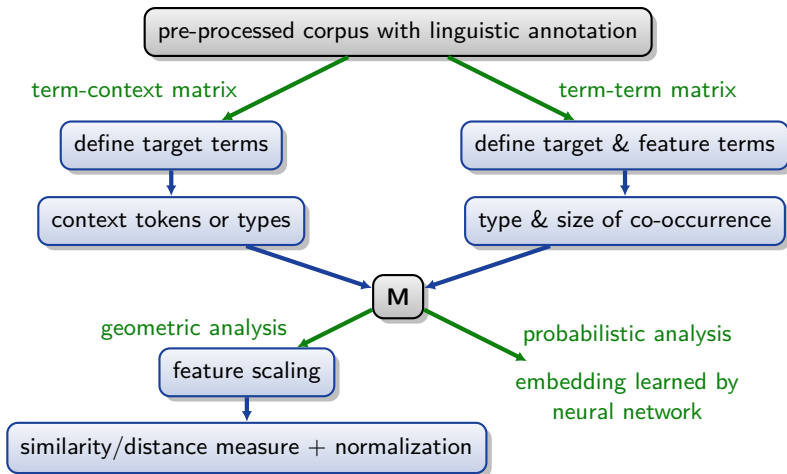 pre-processed corpus with linguistic annotation
term-context matrix
term-term matrix
define target terms
define target & feature terms
context tokens or types
type & size of co-occurrence
M
geometric analysis
probabilistic analysis
feature scaling
embedding learned by
neural network
similarity/distance measure + normalization